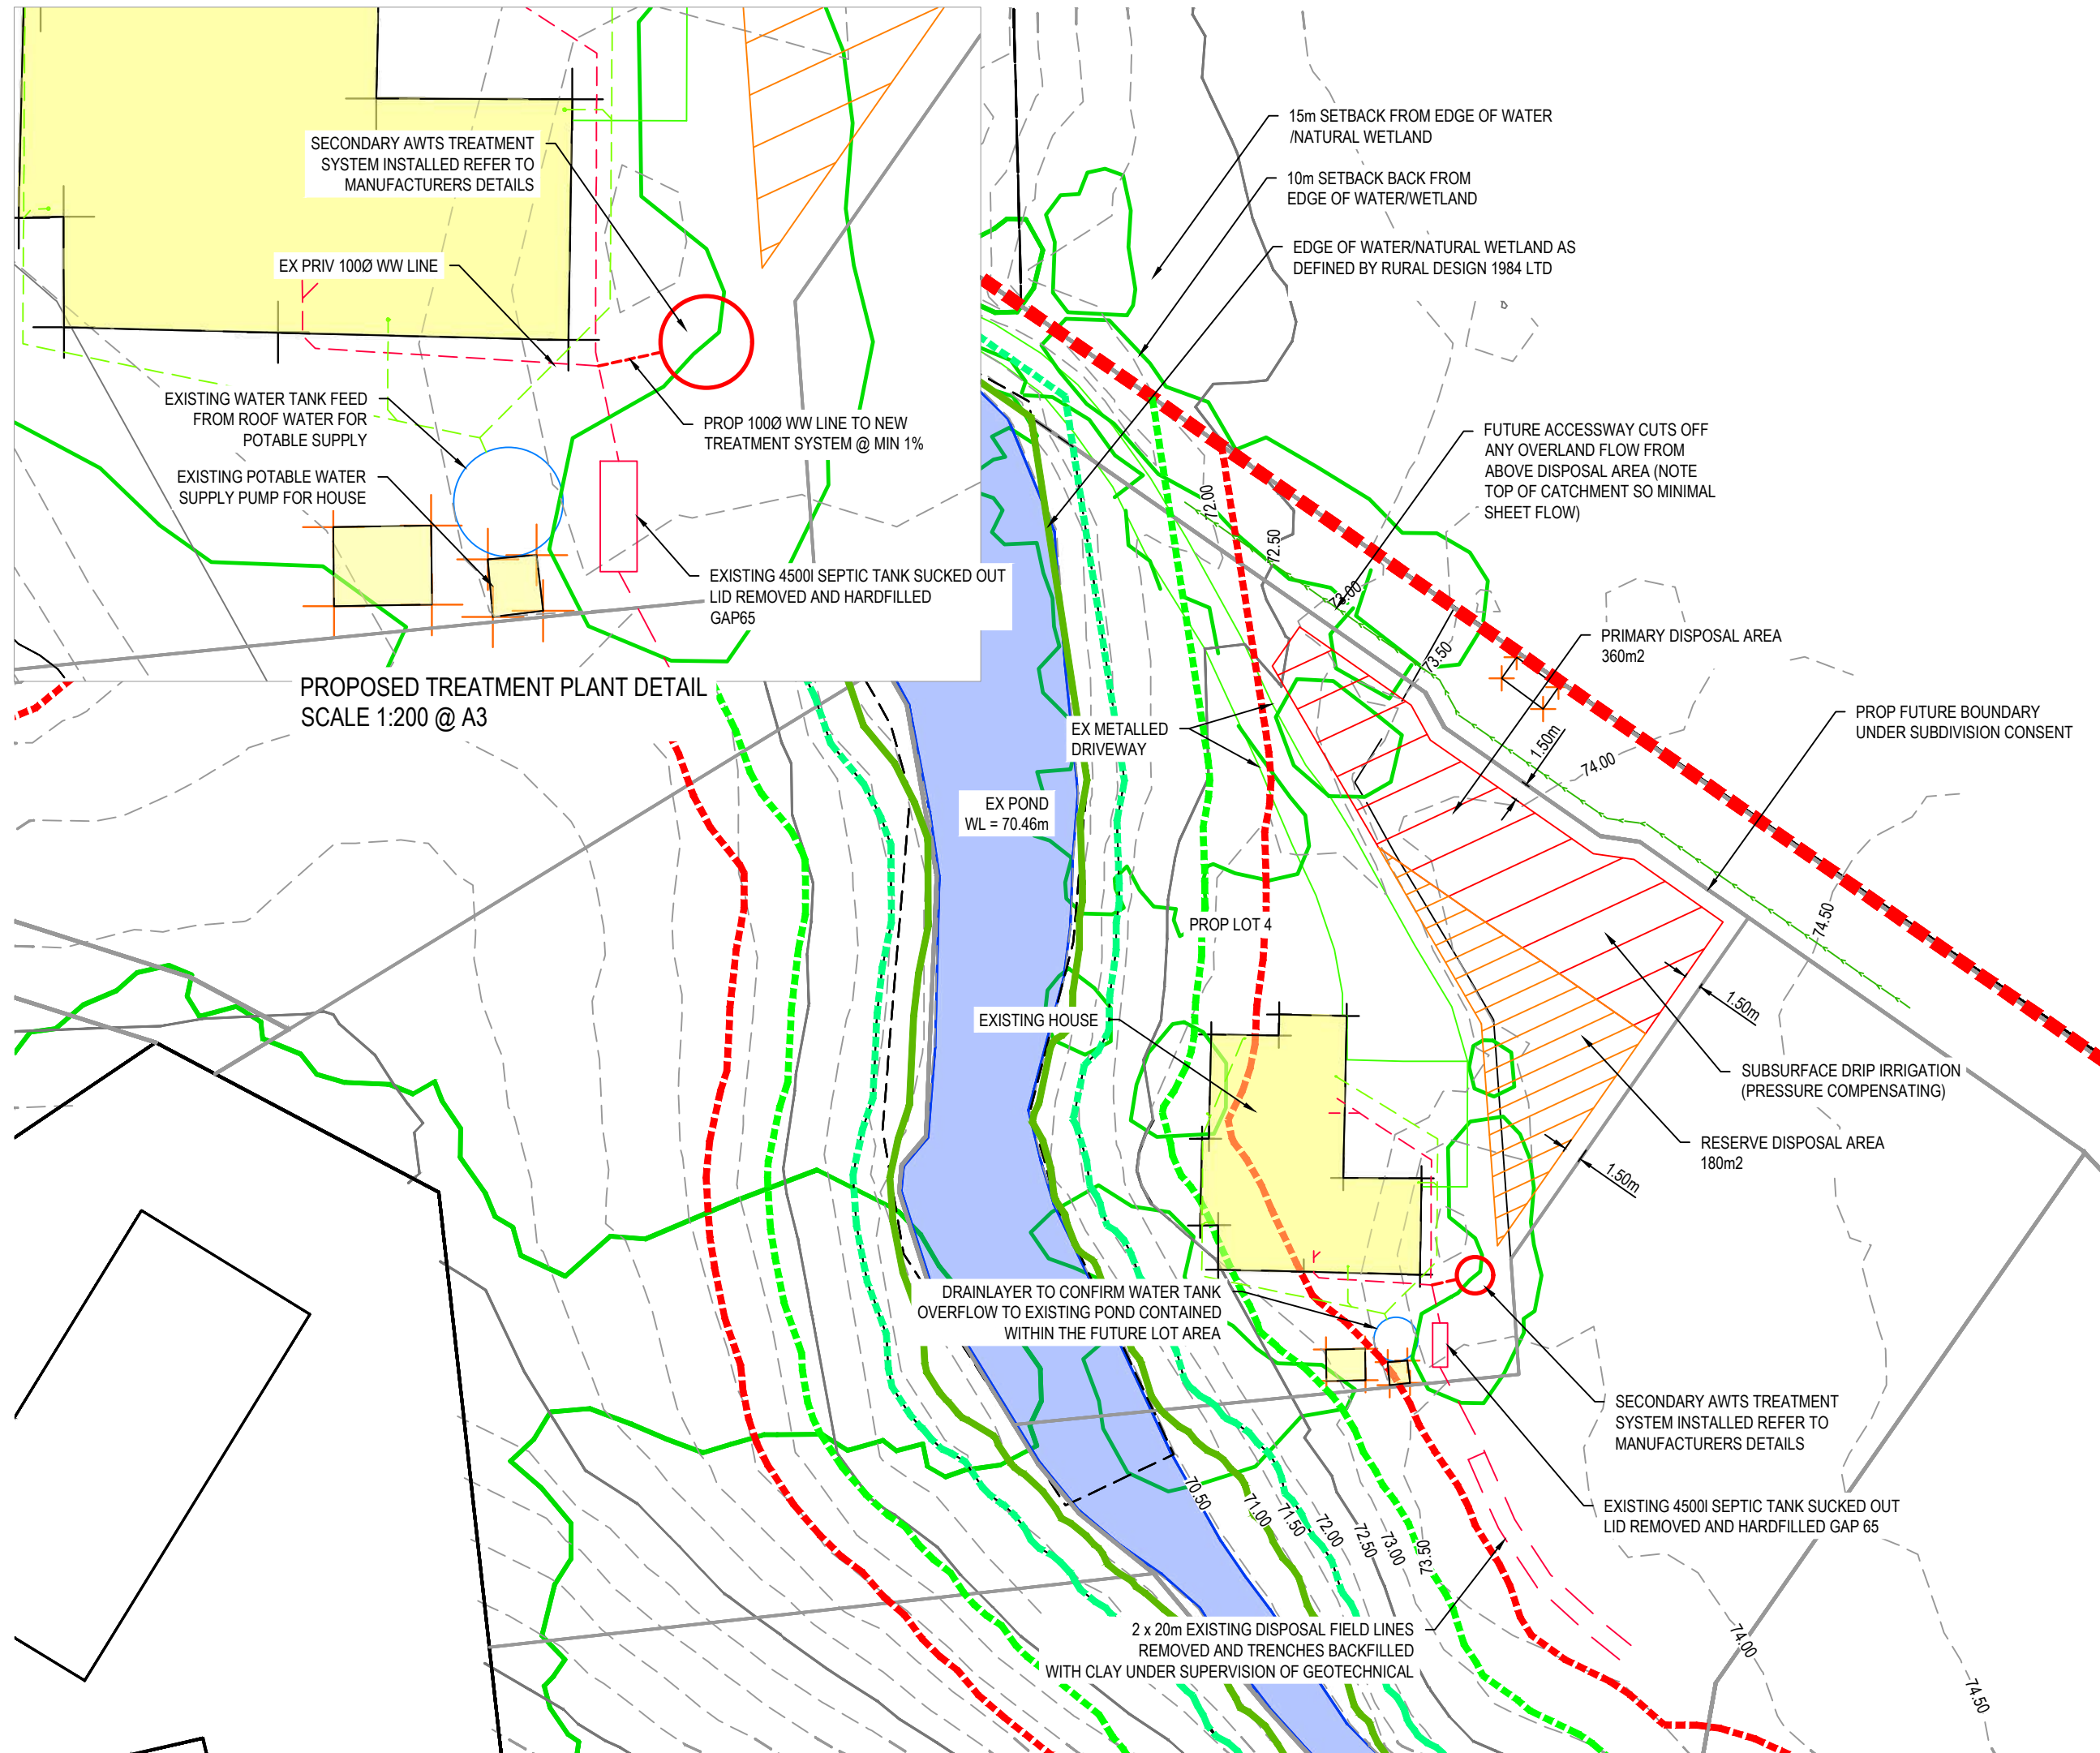 SECONDARY AWTS TREATMENT
SYSTEM INSTALLED REFER TO
MANUFACTURERS DETAILS
EX PRIV 100Ø WW LINE
EXISTING WATER TANK FEED
FROM ROOF WATER FOR
POTABLE SUPPLY
EXISTING POTABLE WATER
SUPPLY PUMP FOR HOUSE
PROP 100Ø WW LINE TO NEW
TREATMENT SYSTEM @ MIN 1%
EXISTING 4500l SEPTIC TANK SUCKED OUT
LID REMOVED AND HARDFILLED
GAP65
PROPOSED TREATMENT PLANT DETAIL
SCALE 1:200 @ A3
15m SETBACK FROM EDGE OF WATER
/NATURAL WETLAND
10m SETBACK BACK FROM
EDGE OF WATER/WETLAND
EDGE OF WATER/NATURAL WETLAND AS
DEFINED BY RURAL DESIGN 1984 LTD
FUTURE ACCESSWAY CUTS OFF
ANY OVERLAND FLOW FROM
ABOVE DISPOSAL AREA (NOTE
TOP OF CATCHMENT SO MINIMAL
SHEET FLOW)
72.00
72.50
73.00
73.50
PRIMARY DISPOSAL AREA
360m2
PROP FUTURE BOUNDARY
UNDER SUBDIVISION CONSENT
EX METALLED
DRIVEWAY
1.50m
74.00
EX POND
WL = 70.46m
PROP LOT 4
74.50
1.50m
EXISTING HOUSE
SUBSURFACE DRIP IRRIGATION
(PRESSURE COMPENSATING)
RESERVE DISPOSAL AREA
180m2
1.50m
DRAINLAYER TO CONFIRM WATER TANK
OVERFLOW TO EXISTING POND CONTAINED
WITHIN THE FUTURE LOT AREA
SECONDARY AWTS TREATMENT
SYSTEM INSTALLED REFER TO
MANUFACTURERS DETAILS
EXISTING 4500l SEPTIC TANK SUCKED OUT
LID REMOVED AND HARDFILLED GAP 65
70.50
71.00
71.50
72.00
72.50
73.00
73.50
2 x 20m EXISTING DISPOSAL FIELD LINES
REMOVED AND TRENCHES BACKFILLED
WITH CLAY UNDER SUPERVISION OF GEOTECHNICAL
74.00
74.50